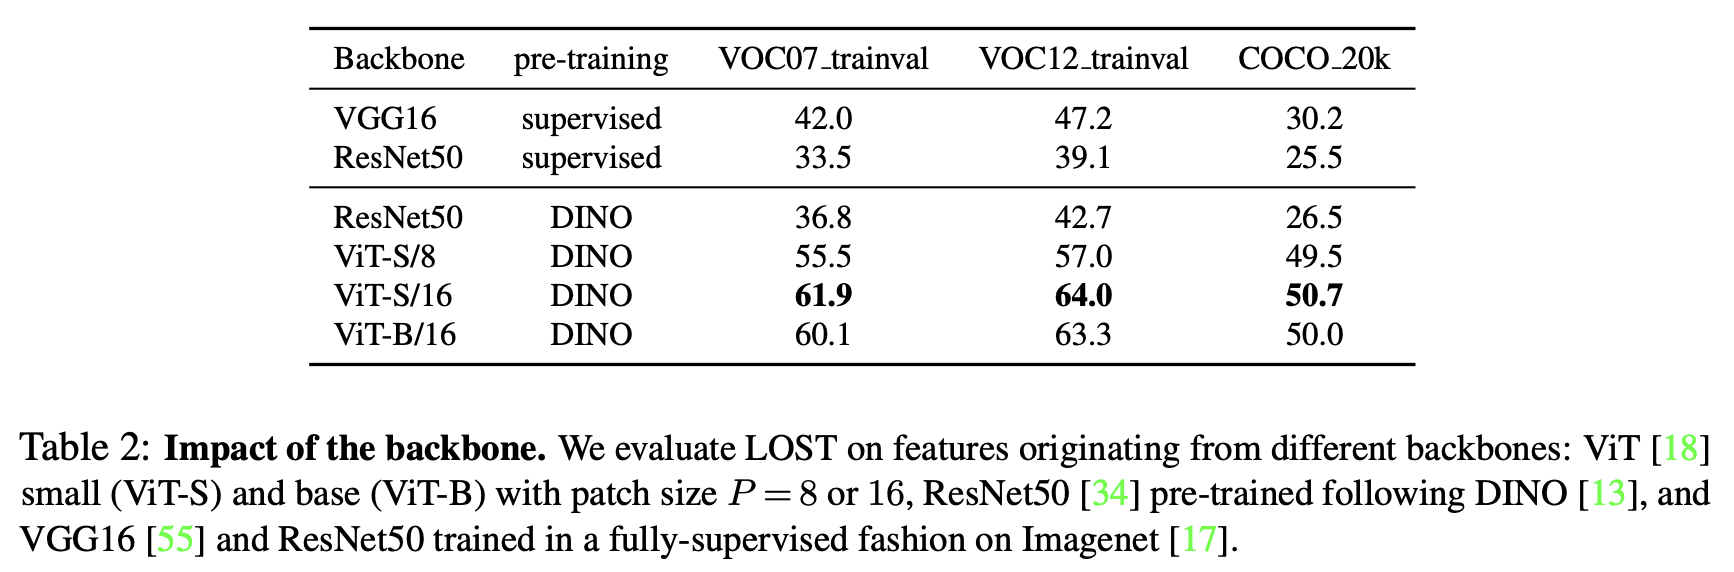 Backbone pre-training VOC07_trainval VOC12_trainval COCO_20k
VGG16 supervised 42.0 47.2 30.2
ResNet50 supervised 33.5 39.1 25.5
ResNet50 DINO 36.8 42.7 26.5
ViT-S/8 DINO 55.5 57.0 49.5
ViT-S/16 DINO 61.9 64.0 50.7
ViT-B/16 DINO 60.1 63.3 50.0
Table 2: Impact of the backbone. We evaluate LOST on features originating from different backbones: ViT [18]
small (ViT-S) and base (ViT-B) with patch size P = 8 or 16, ResNet50 [34] pre-trained following DINO [13], and
VGG16 [55] and ResNet50 trained in a fully-supervised fashion on Imagenet [17].